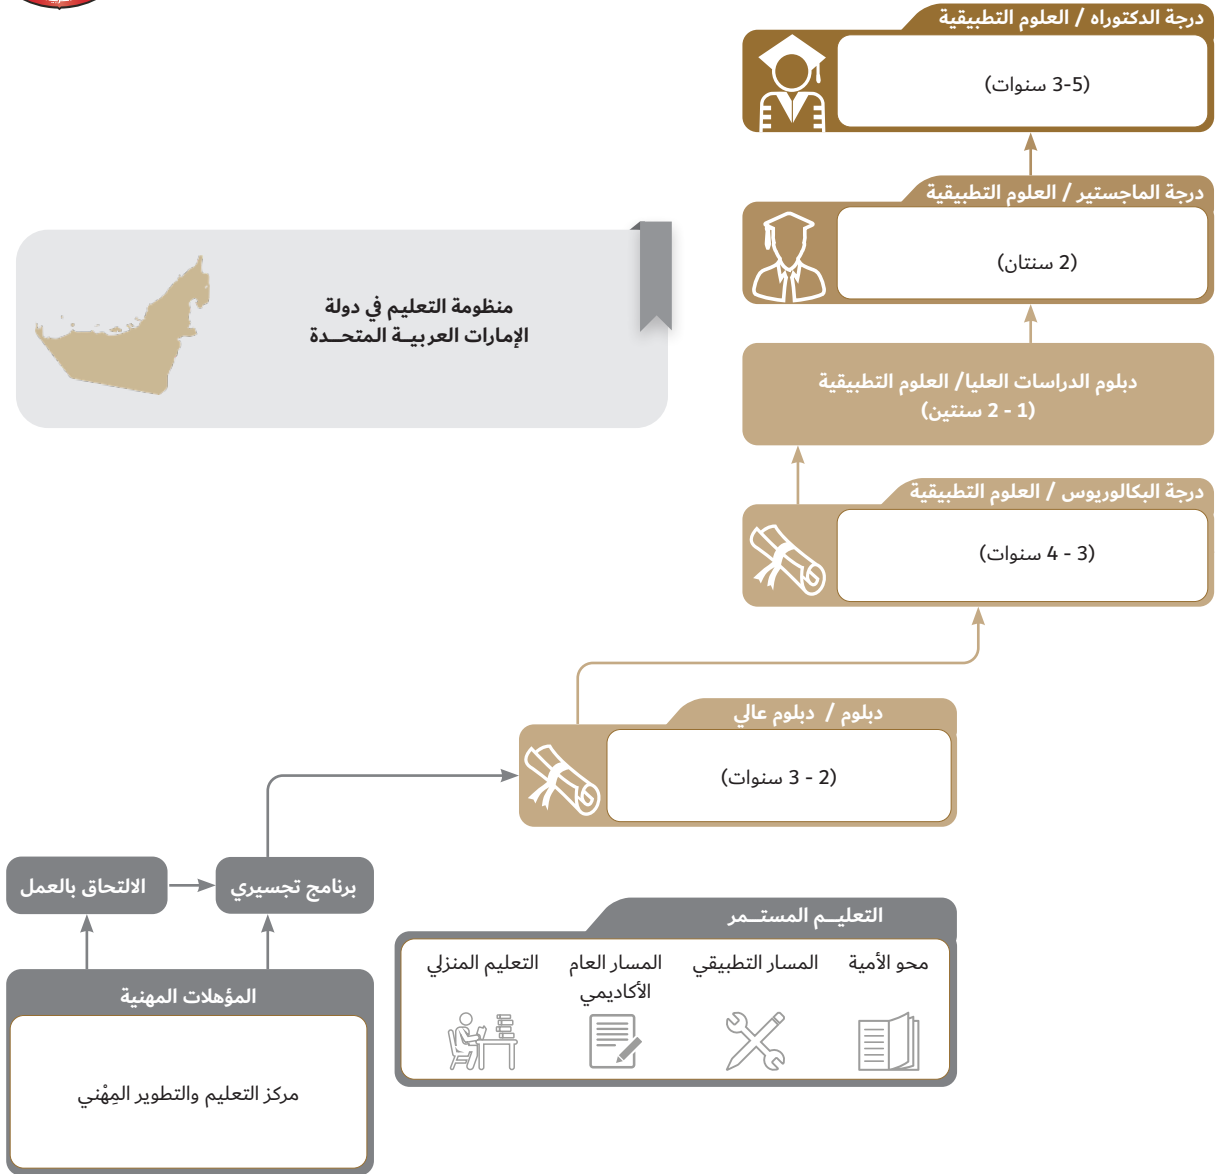 درجة الدكتوراه / العلوم التطبيقية
(3-5 سنوات)
درجة الماجستير / العلوم التطبيقية
(2 سنتان)
منظومة التعليم في دولة
الإمارات العربيــة المتحــدة
دبلوم الدراسات العليا/ العلوم التطبيقية
(1 - 2 سنتين)
درجة البكالوريوس / العلوم التطبيقية
(3 - 4 سنوات)
دبلوم / دبلوم عالي
(2 - 3 سنوات)
برنامج تجسيري
الالتحاق بالعمل
التعليــم المستــمر
محو الأمية
المسار التطبيقي
المسار العام
الأكاديمي
التعليم المنزلي
المؤهلات المهنية
مركز التعليم والتطوير المِهْني